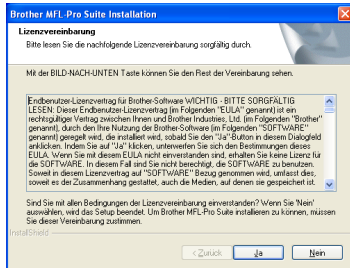 Brother MFL-Pro Suite Installation
Lizenzvereinbarung
Bitte lesen Sie die nachfolgende Lizenzvereinbarung sorgfältig durch.
Mit der BILD-NACH-UNTEN Taste können Sie den Rest der Vereinbarung sehen.
Endbenutzer-Lizenzvertrag für Brother-Software WICHTIG - BITTE SORGFÄLTIG
LESEN: Dieser Endbenutzer-Lizenzvertrag (im Folgenden "EULA" genannt) ist ein
rechtsgültiger Vertrag zwischen Ihnen und Brother Industries, Ltd. (im Folgenden "Brother"
genannt), durch den Ihre Nutzung der Brother-Software (im Folgenden "SOFTWARE"
genannt) geregelt wird, die installiert wird, sobald Sie den "Ja"-Button in diesem Dialogfeld
anklicken. Indem Sie auf "Ja" klicken, unterwerfen Sie sich den Bestimmungen dieses
EULA. Wenn Sie mit diesem EULA nicht einverstanden sind, erhalten Sie keine Lizenz für
die SOFTWARE. In diesem Fall sind Sie nicht berechtigt, die SOFTWARE zu benutzen.
Soweit in diesem Lizenzvertrag auf "SOFTWARE" Bezug genommen wird, umfasst dies,
soweit es der Zusammenhang gestattet, auch die Medien, auf denen sie gespeichert ist.
Sind Sie mit allen Bedingungen der Lizenzvereinbarung einverstanden? Wenn Sie 'Nein'
auswählen, wird das Setup beendet. Um Brother MFL-Pro Suite installieren zu können, müssen
Sie dieser Vereinbarung zustimmen.
InstallShield
< Zurück Ja Nein